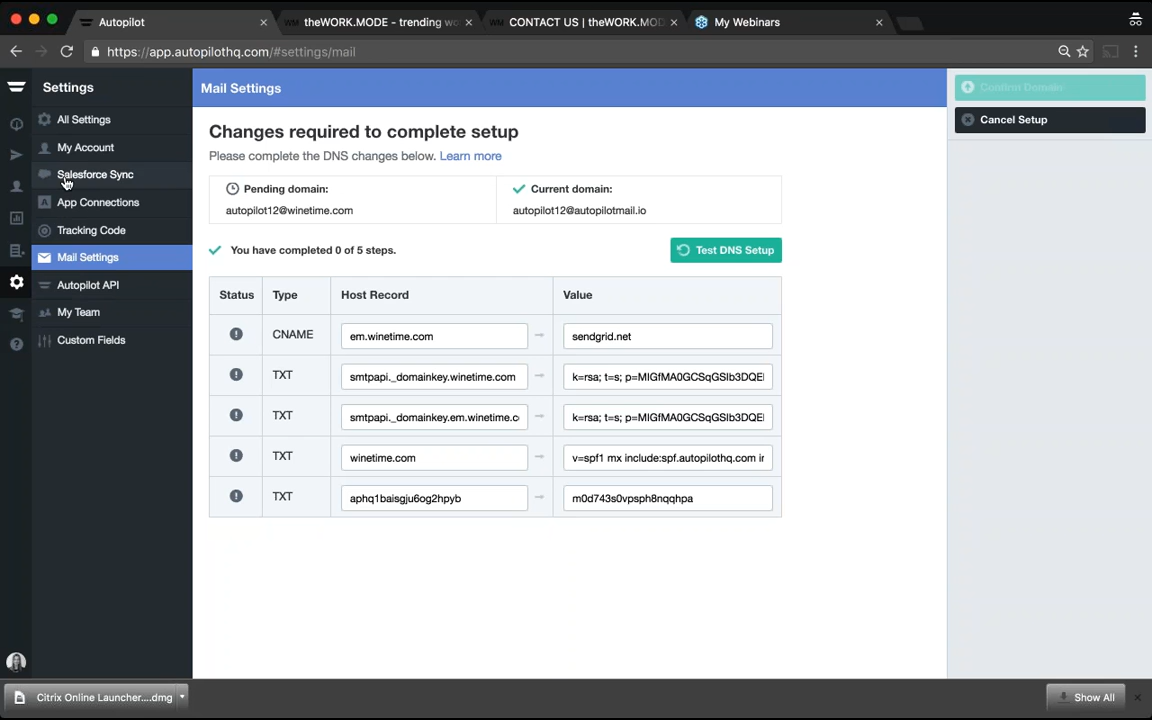 Autopilot
theWORK.MODE - trending wo
CONTACT US | theWORK.MOD
My Webinars
https://app.autopilothq.com/#settings/mail
Settings
Mail Settings
Confirm Domain
Cancel Setup
All Settings
My Account
Salesforce Sync
App Connections
Tracking Code
Mail Settings
Autopilot API
My Team
Custom Fields
Changes required to complete setup
Please complete the DNS changes below. Learn more
Pending domain:
autopilot12@winetime.com
Current domain:
autopilot12@autopilotmail.io
You have completed 0 of 5 steps.
Test DNS Setup
Status Type Host Record Value
CNAME em.winetime.com sendgrid.net
TXT smtpapi._domainkey.winetime.com k=rsa; t=s; p=MIGfMA0GCSqGSIb3DQE
TXT smtpapi._domainkey.em.winetime.c k=rsa; t=s; p=MIGfMA0GCSqGSIb3DQE
TXT winetime.com v=spf1 mx include:spf.autopilothq.com ir
TXT aphq1baisgju6og2hpyb m0d743s0vpsph8nqqhpa
Citrix Online Launcher....dmg
Show All